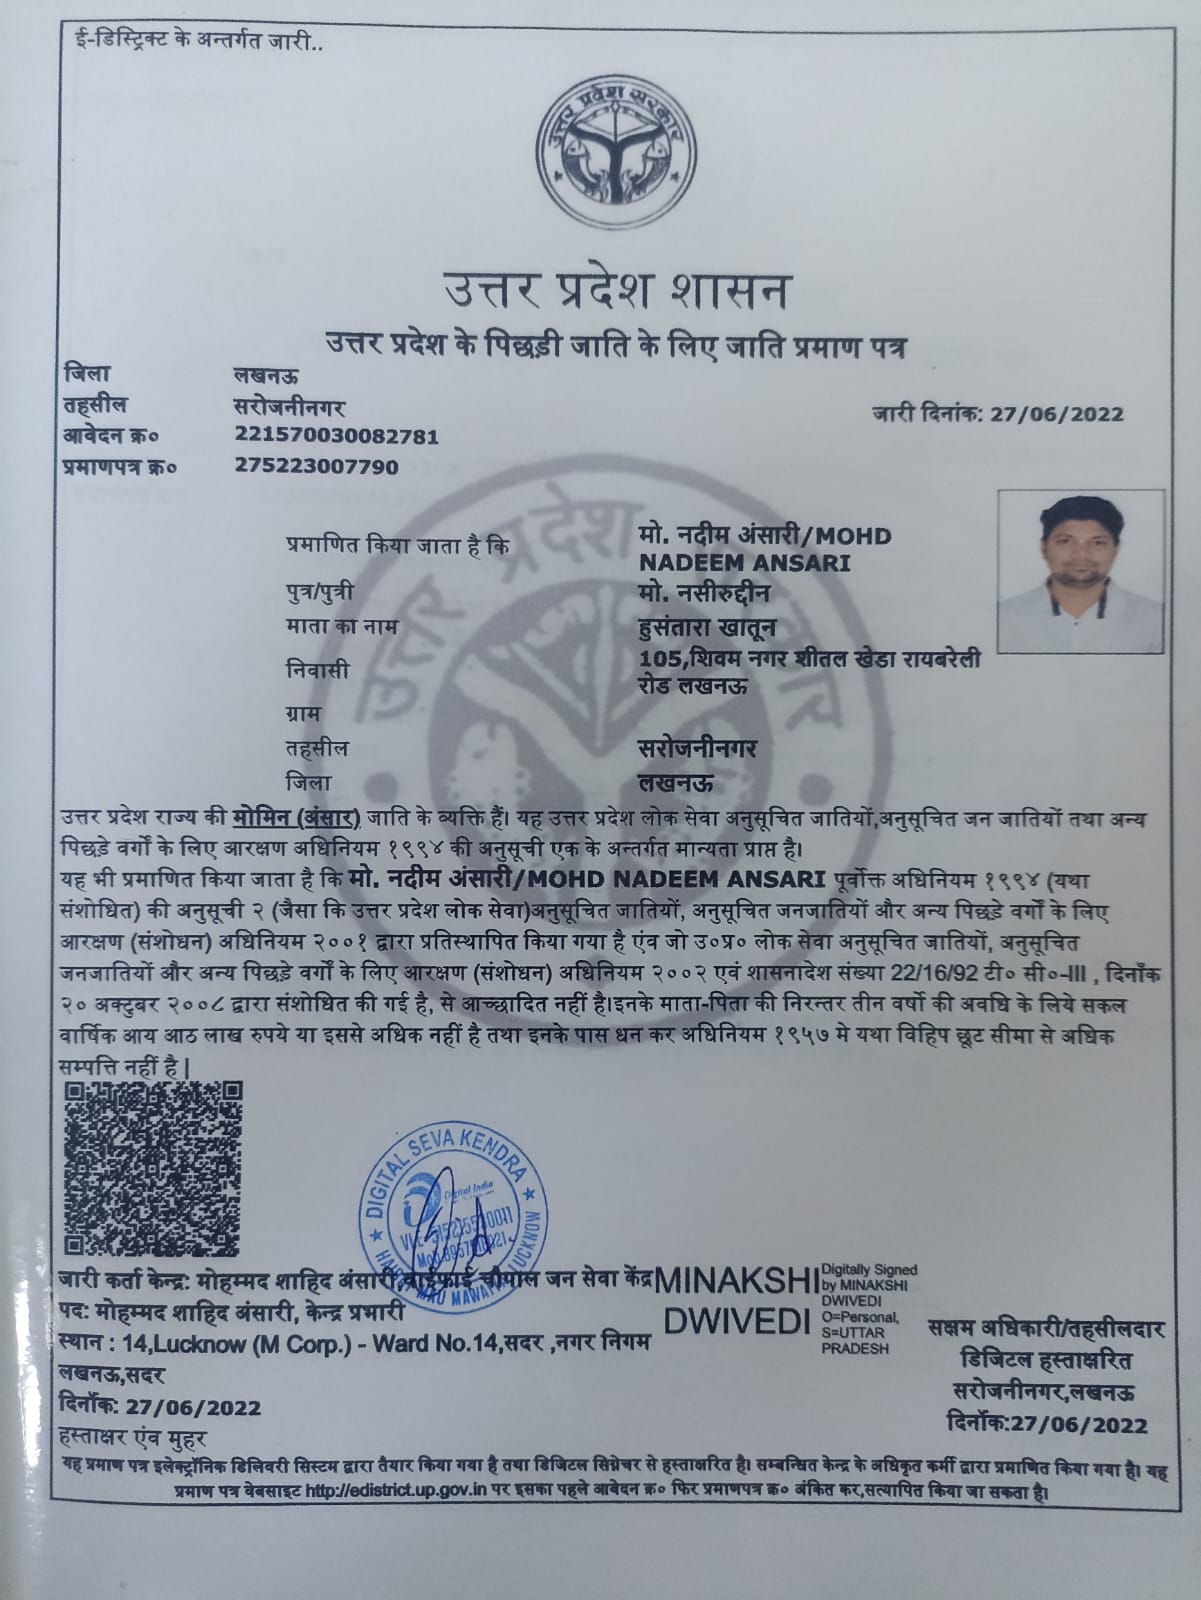 ई-डिस्ट्रिक्ट के अन्तर्गत जारी..
उत्तर प्रदेश सरकार
उत्तर प्रदेश शासन
उत्तर प्रदेश के पिछड़ी जाति के लिए जाति प्रमाण पत्र
जिला लखनऊ
तहसील सरोजनीनगर
जारी दिनांक: 27/06/2022
आवेदन क्र० 221570030082781
प्रमाणपत्र क्र० 275223007790
प्रमाणित किया जाता है कि मो. नदीम अंसारी/MOHD
NADEEM ANSARI
पुत्र/पुत्री मो. नसीरुद्दीन
माता का नाम हुसंतारा खातून
निवासी 105,शिवम नगर शीतल खेडा रायबरेली
रोड लखनऊ
ग्राम
तहसील सरोजनीनगर
जिला लखनऊ
उत्तर प्रदेश राज्य की मोमिन (अंसार) जाति के व्यक्ति हैं। यह उत्तर प्रदेश लोक सेवा अनुसूचित जातियों,अनुसूचित जन जातियों तथा अन्य
पिछड़े वर्गों के लिए आरक्षण अधिनियम १९९४ की अनुसूची एक के अन्तर्गत मान्यता प्राप्त है।
यह भी प्रमाणित किया जाता है कि मो. नदीम अंसारी/MOHD NADEEM ANSARI पूर्वोक्त अधिनियम १९९४ (यथा
संशोधित) की अनुसूची २ (जैसा कि उत्तर प्रदेश लोक सेवा)अनुसूचित जातियों, अनुसूचित जनजातियों और अन्य पिछड़े वर्गों के लिए
आरक्षण (संशोधन) अधिनियम २००१ द्वारा प्रतिस्थापित किया गया है एंव जो उ०प्र० लोक सेवा अनुसूचित जातियों, अनुसूचित
जनजातियों और अन्य पिछड़े वर्गों के लिए आरक्षण (संशोधन) अधिनियम २००२ एवं शासनादेश संख्या 22/16/92 टी० सी०-III , दिनाँक
२० अक्टुबर २००८ द्वारा संशोधित की गई है, से आच्छादित नहीं है।इनके माता-पिता की निरन्तर तीन वर्षो की अवधि के लिये सकल
वार्षिक आय आठ लाख रुपये या इससे अधिक नहीं है तथा इनके पास धन कर अधिनियम १९५७ मे यथा विहिप छूट सीमा से अधिक
सम्पत्ति नहीं है|
DIGITAL SEVA KENDRA
Digital India
LUCKNOW
जारी कर्ता केन्द्र: मोहम्मद शाहिद अंसारी,वाईफाई चौपाल जन सेवा केंद्र
पद: मोहम्मद शाहिद अंसारी, केन्द्र प्रभारी
स्थान : 14,Lucknow (M Corp.) - Ward No.14,सदर ,नगर निगम
लखनऊ,सदर
दिनॉक: 27/06/2022
हस्ताक्षर एंव मुहर
MINAKSHI
DWIVEDI
Digitally Signed
by MINAKSHI
DWIVEDI
O=Personal,
S=UTTAR
PRADESH
सक्षम अधिकारी/तहसीलदार
डिजिटल हस्ताक्षरित
सरोजनीनगर,लखनऊ
दिनॉक:27/06/2022
यह प्रमाण पत्र इलेक्ट्रॉनिक डिलिवरी सिस्टम द्वारा तैयार किया गया है तथा डिजिटल सिग्नेचर से हस्ताक्षरित है। सम्बन्धित केन्द्र के अधिकृत कर्मी द्वारा प्रमाणित किया गया है। यह
प्रमाण पत्र वेबसाइट http://edistrict.up.gov.in पर इसका पहले आवेदन क्र० फिर प्रमाणपत्र क्र० अंकित कर,सत्यापित किया जा सकता है।